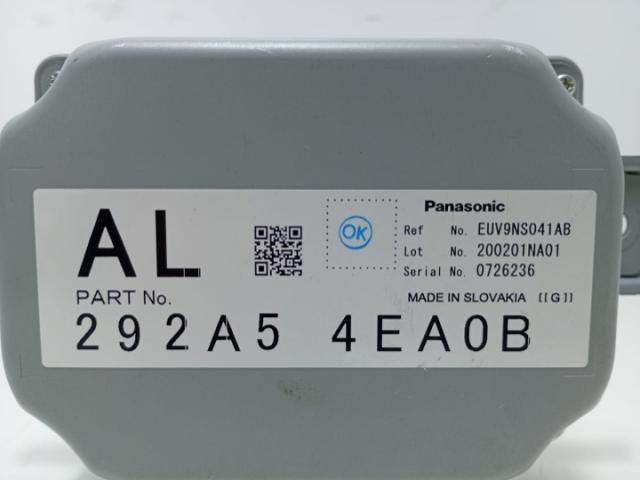 AL
OK
Panasonic
Ref No. EUV9NS041AB
Lot No. 200201NA01
Serial No. 0726236
MADE IN SLOVAKIA [[G]]
PART No.
292A5 4EA0B